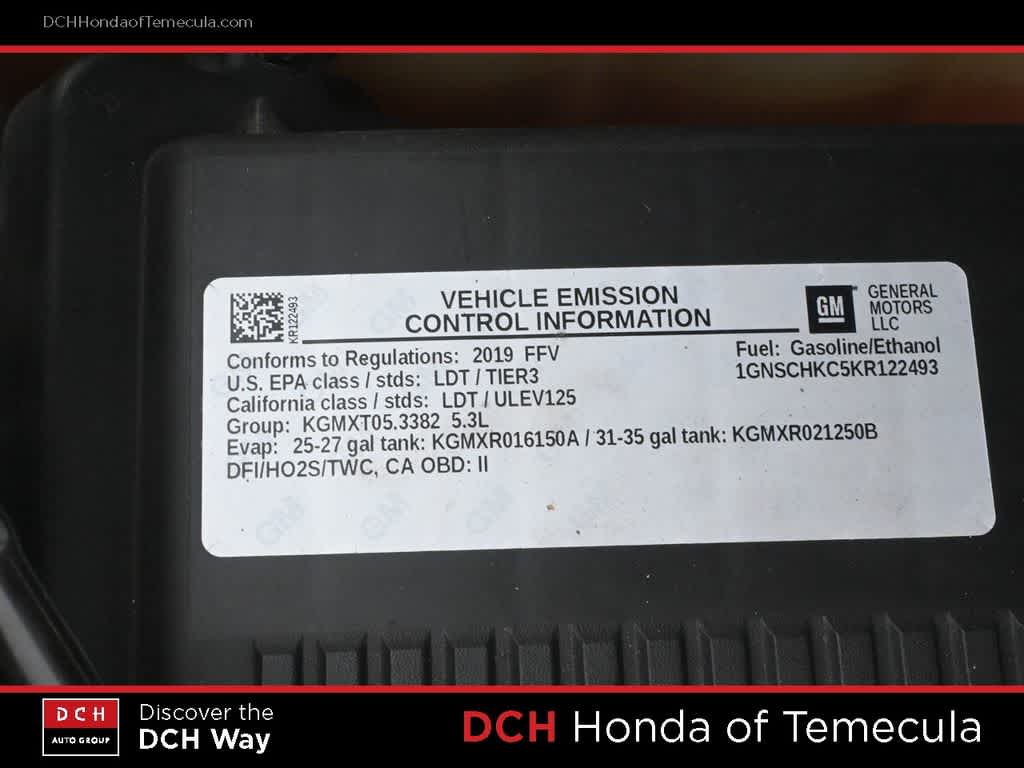 DCHHondaofTemecula.com
KR122493
VEHICLE EMISSION
CONTROL INFORMATION
GM
GENERAL
MOTORS
LLC
Conforms to Regulations: 2019 FFV
Fuel: Gasoline/Ethanol
U.S. EPA class / stds: LDT / TIER3
1GNSCHKC5KR122493
California class / stds: LDT / ULEV125
Group: KGMXT05.3382 5.3L
Evap: 25-27 gal tank: KGMXR016150A / 31-35 gal tank: KGMXR021250B
DFI/HO2S/TWC, CA OBD: II
GM GM GM
DCH
AUTO GROUP
Discover the
DCH Way
DCH Honda of Temecula